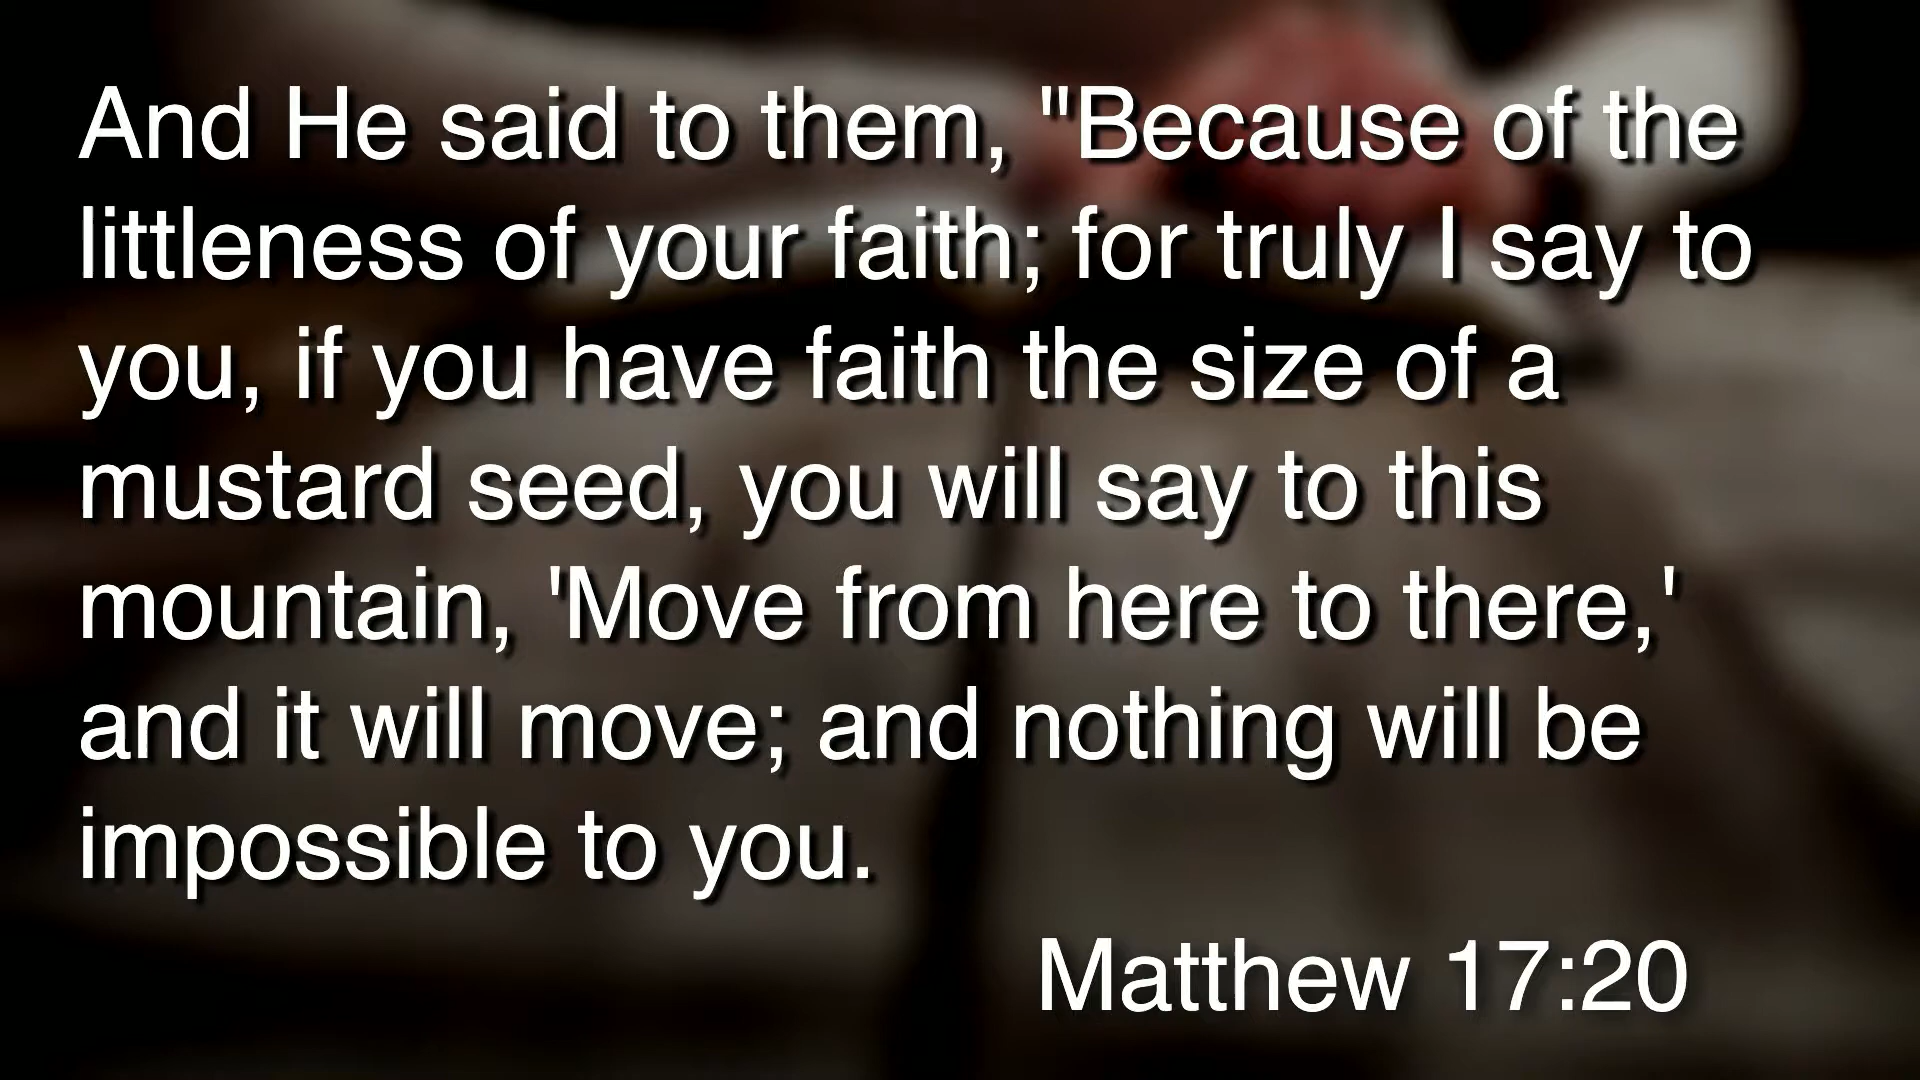 And He said to them, "Because of the
littleness of your faith; for truly I say to
you, if you have faith the size of a
mustard seed, you will say to this
mountain, 'Move from here to there,'
and it will move; and nothing will be
impossible to you.
Matthew 17:20